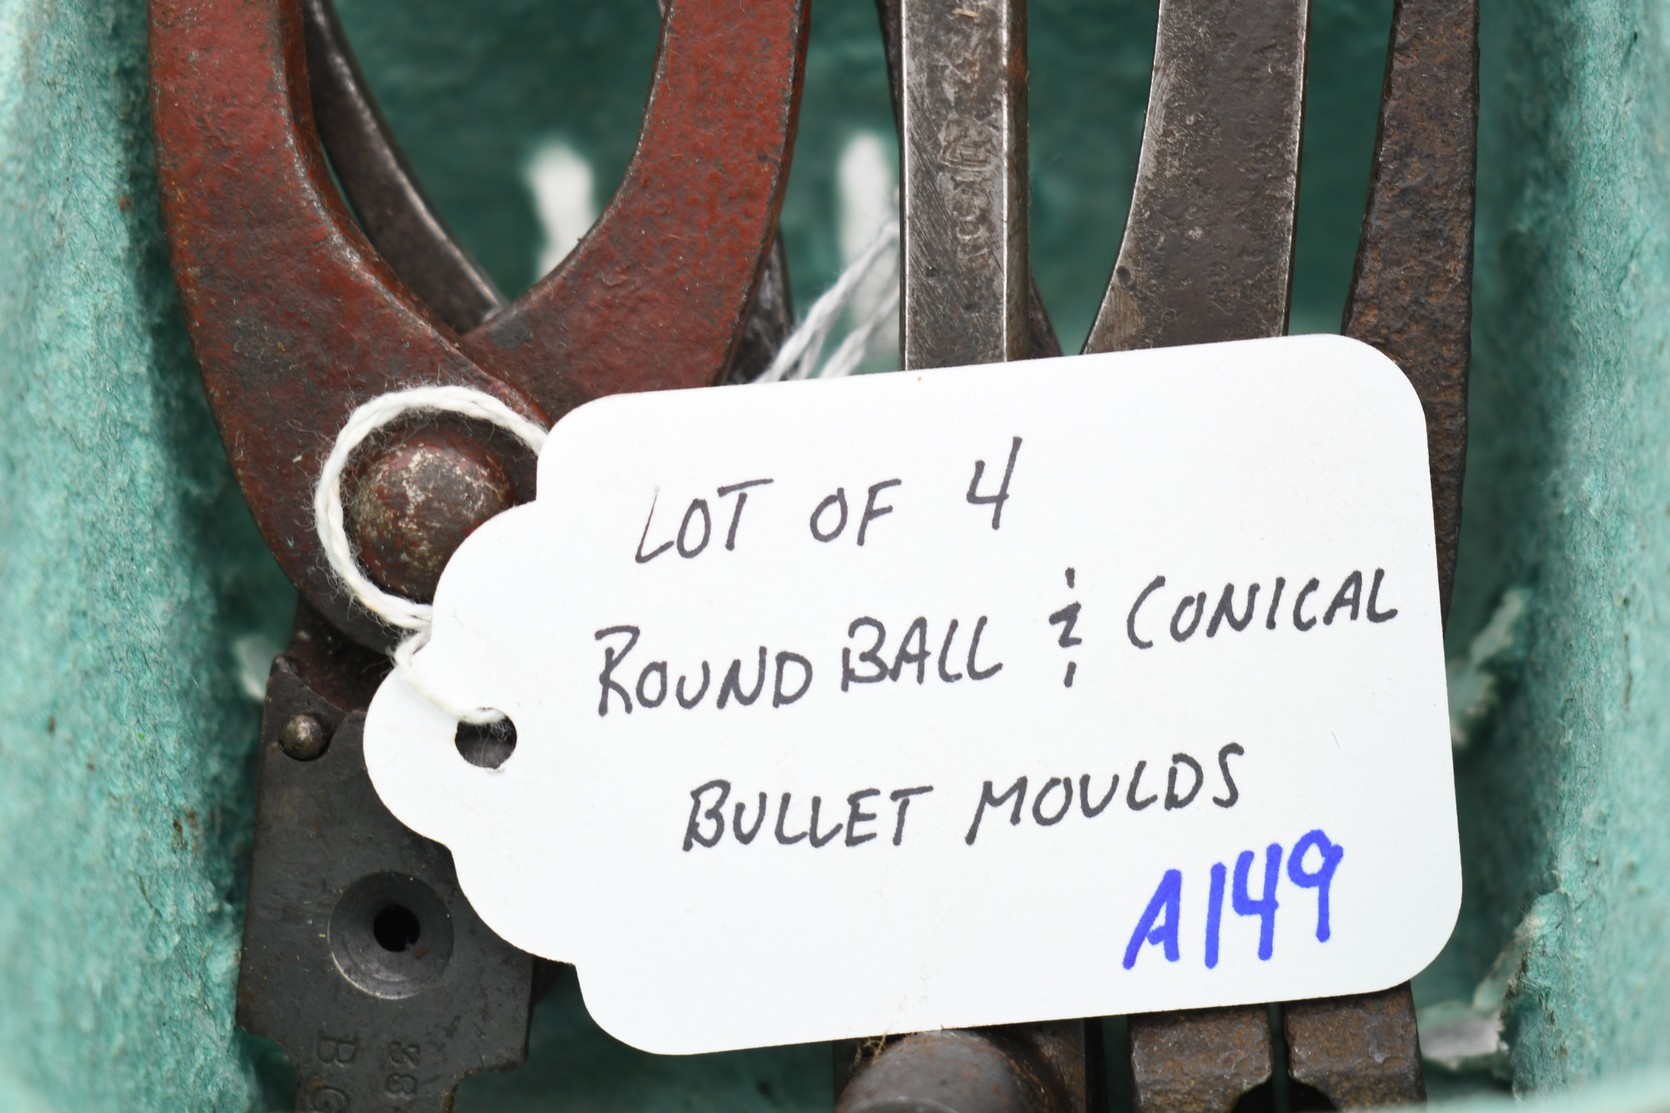 LOT OF 4
ROUND BALL & CONICAL
BULLET MOULDS
A149